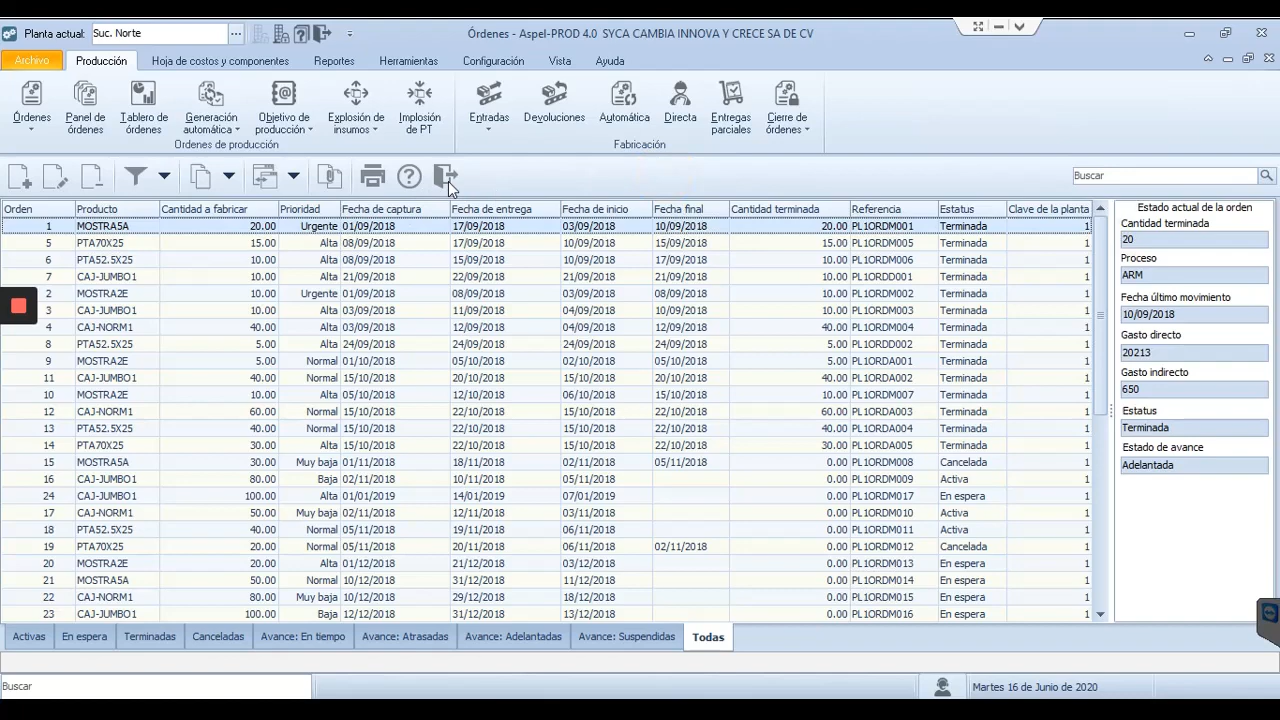 Planta actual: Suc. Norte ... Órdenes - Aspel-PROD 4.0 SYCA CAMBIA INNOVA Y CRECE SA DE CV
Archivo Producción Hoja de costos y componentes Reportes Herramientas Configuración Vista Ayuda
Órdenes Panel de órdenes Tablero de órdenes Generación automática Objetivo de producción Explosión de insumos Implosión de PT Entradas Devoluciones Automática Directa Entregas parciales Cierre de órdenes
Ordenes de producción Fabricación
Buscar
Orden Producto Cantidad a fabricar Prioridad Fecha de captura Fecha de entrega Fecha de inicio Fecha final Cantidad terminada Referencia Estatus Clave de la planta
1 MOSTRA5A 20.00 Urgente 01/09/2018 17/09/2018 03/09/2018 10/09/2018 20.00 PL1ORDM001 Terminada 1
5 PTA70X25 15.00 Alta 08/09/2018 09/09/2018 10/09/2018 15/09/2018 15.00 PL1ORDM005 Terminada 1
6 PTA52.5X25 10.00 Alta 08/09/2018 15/09/2018 10/09/2018 17/09/2018 10.00 PL1ORDM006 Terminada 1
7 CAJ-JUMBO1 10.00 Alta 21/09/2018 22/09/2018 21/09/2018 22/09/2018 10.00 PL1ORDD001 Terminada 1
2 MOSTRA2E 10.00 Urgente 01/09/2018 08/09/2018 03/09/2018 08/09/2018 10.00 PL1ORDM002 Terminada 1
3 CAJ-JUMBO1 10.00 Alta 03/09/2018 11/09/2018 04/09/2018 10/09/2018 10.00 PL1ORDM003 Terminada 1
4 CAJ-NORM1 40.00 Alta 03/09/2018 12/09/2018 04/09/2018 12/09/2018 40.00 PL1ORDM004 Terminada 1
8 PTA52.5X25 5.00 Alta 24/09/2018 24/09/2018 24/09/2018 24/09/2018 5.00 PL1ORDD002 Terminada 1
9 MOSTRA2E 5.00 Normal 01/10/2018 05/10/2018 02/10/2018 05/10/2018 5.00 PL1ORDA001 Terminada 1
11 CAJ-JUMBO1 40.00 Normal 15/10/2018 20/10/2018 15/10/2018 20/10/2018 40.00 PL1ORDA002 Terminada 1
10 MOSTRA2E 10.00 Alta 05/10/2018 12/10/2018 06/10/2018 15/10/2018 10.00 PL1ORDM007 Terminada 1
12 CAJ-NORM1 60.00 Normal 15/10/2018 22/10/2018 15/10/2018 22/10/2018 60.00 PL1ORDA003 Terminada 1
13 PTA52.5X25 40.00 Normal 15/10/2018 22/10/2018 15/10/2018 22/10/2018 40.00 PL1ORDA004 Terminada 1
14 PTA70X25 30.00 Alta 15/10/2018 22/10/2018 15/10/2018 22/10/2018 30.00 PL1ORDA005 Terminada 1
15 MOSTRA5A 30.00 Muy baja 01/11/2018 18/11/2018 02/11/2018 05/11/2018 0.00 PL1ORDM008 Cancelada 1
16 CAJ-JUMBO1 80.00 Baja 02/11/2018 10/11/2018 05/11/2018 0.00 PL1ORDM009 Activa 1
24 CAJ-JUMBO1 100.00 Alta 01/01/2019 14/01/2019 07/01/2019 0.00 PL1ORDM017 En espera 1
17 CAJ-NORM1 50.00 Muy baja 02/11/2018 12/11/2018 03/11/2018 0.00 PL1ORDM010 Activa 1
18 PTA52.5X25 40.00 Normal 05/11/2018 19/11/2018 06/11/2018 0.00 PL1ORDM011 Activa 1
19 PTA70X25 20.00 Normal 05/11/2018 20/11/2018 06/11/2018 02/11/2018 0.00 PL1ORDM012 Cancelada 1
20 MOSTRA2E 20.00 Alta 01/12/2018 21/12/2018 03/12/2018 0.00 PL1ORDM013 En espera 1
21 MOSTRA5A 50.00 Normal 10/12/2018 31/12/2018 11/12/2018 0.00 PL1ORDM014 En espera 1
22 CAJ-NORM1 80.00 Muy baja 10/12/2018 29/12/2018 18/12/2018 0.00 PL1ORDM015 En espera 1
23 CAJ-JUMBO1 100.00 Baja 12/12/2018 31/12/2018 13/12/2018 0.00 PL1ORDM016 En espera 1
Estado actual de la orden
Cantidad terminada
20
Proceso
ARM
Fecha último movimiento
10/09/2018
Gasto directo
20213
Gasto indirecto
650
Estatus
Terminada
Estado de avance
Adelantada
Activas En espera Terminadas Canceladas Avance: En tiempo Avance: Atrasadas Avance: Adelantadas Avance: Suspendidas Todas
Buscar Martes 16 de Junio de 2020